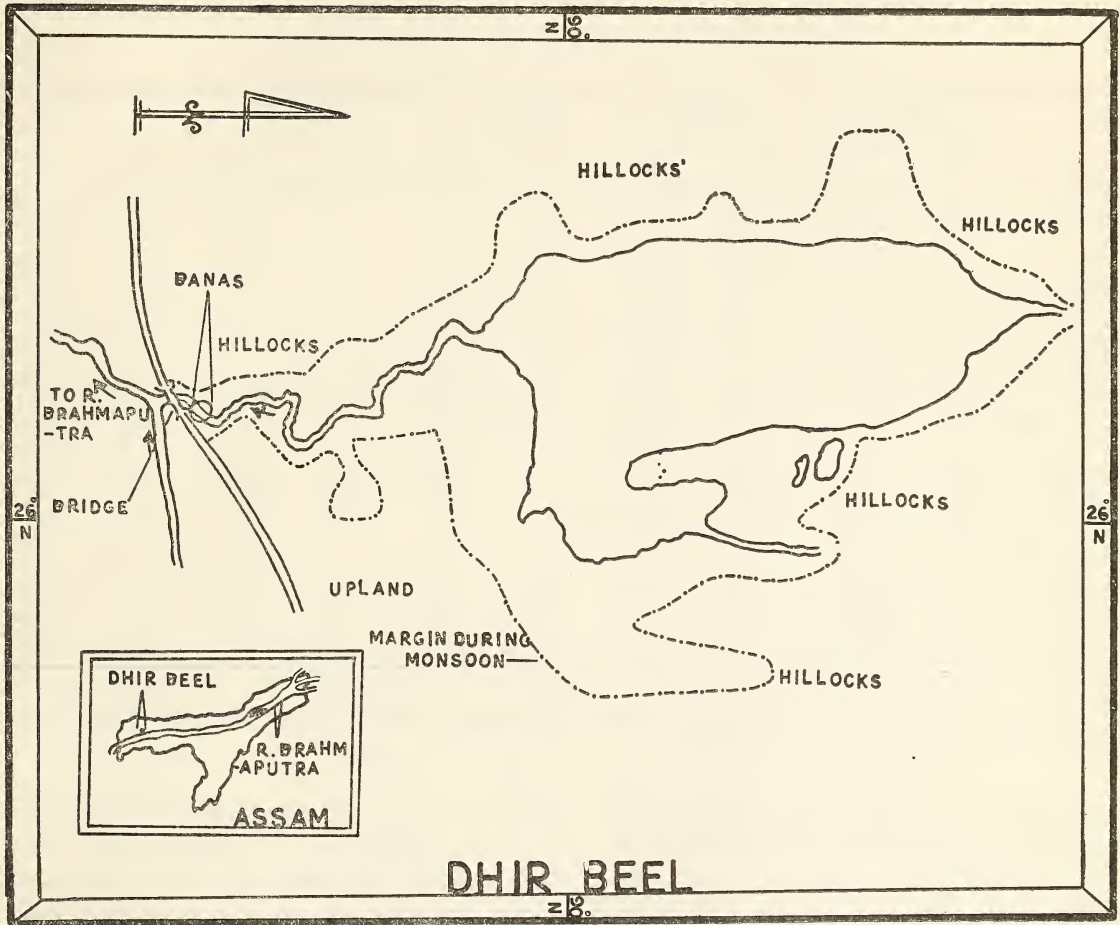 90°
N
N
HILLOCKS'
HILLOCKS
BANAS
HILLOCKS
TO R.
BRAHMAPU
-TRA
BRIDGE
26°
N
26°
N
HILLOCKS
UPLAND
MARGIN DURING
MONSOON
HILLOCKS
DHIR BEEL
R. BRAHM
APUTRA
ASSAM
DHIR BEEL
90°
N